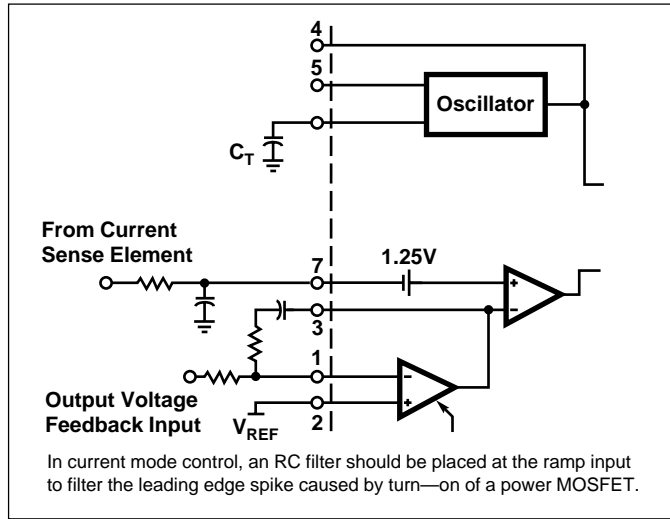 4
5
Oscillator
CT
From Current
Sense Element
7
1.25V
+
−
3
1
−
+
2
Output Voltage
Feedback Input
VREF
In current mode control, an RC filter should be placed at the ramp input
to filter the leading edge spike caused by turn—on of a power MOSFET.